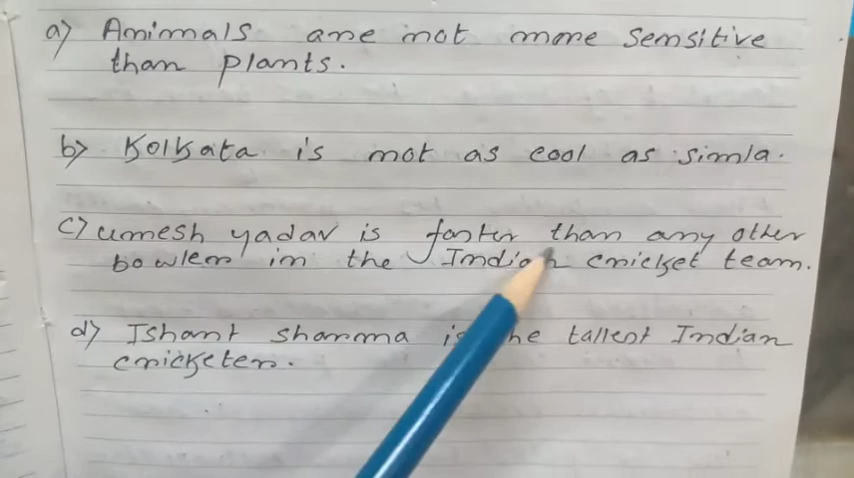 a) Animals are not more sensitive
than plants.
b) Kolkata is not as cool as simla.
c) umesh yadav is faster than any other
bowler in the Indian cricket team.
d) Ishant sharma is the tallest Indian
cricketer.